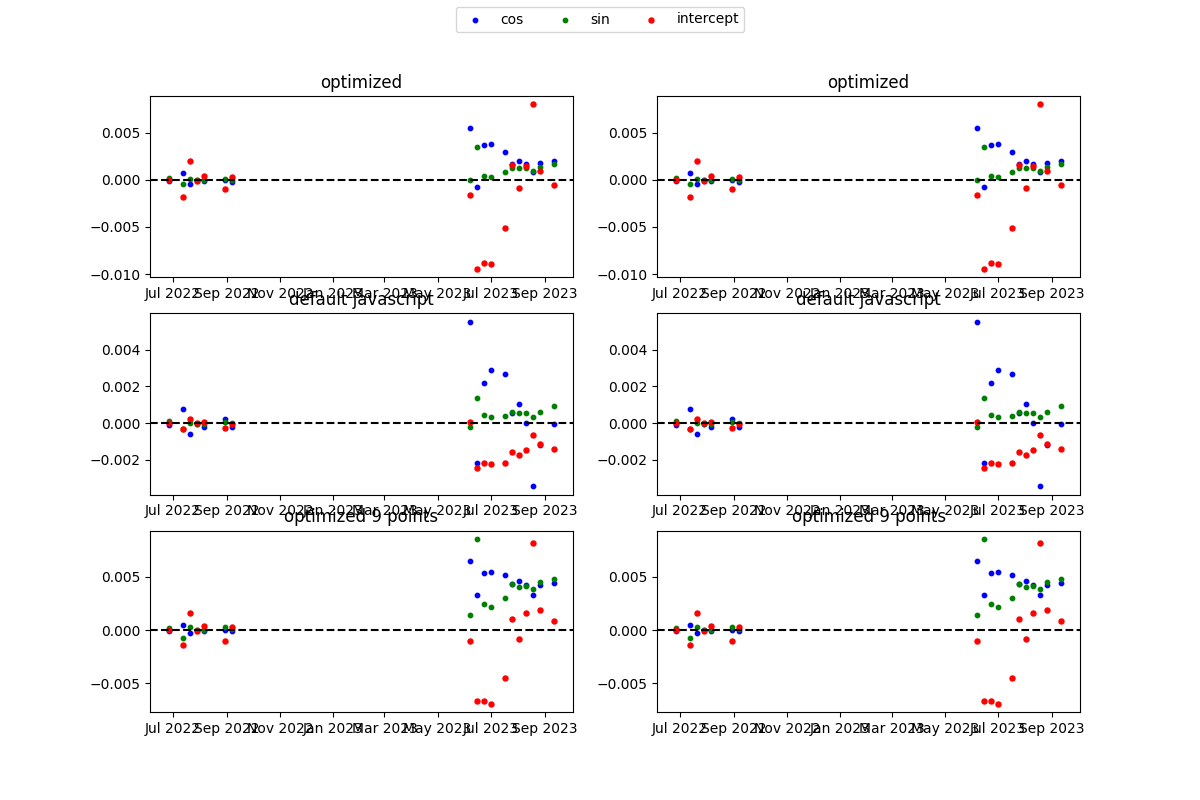 cos sin intercept
optimized optimized
0.005 0.005
0.000 0.000
−0.005 −0.005
−0.010 −0.010
Jul 2022 Sep 2022 Nov 2022 Jan 2023 Mar 2023 May 2023 Jul 2023 Sep 2023 Jul 2022 Sep 2022 Nov 2022 Jan 2023 Mar 2023 May 2023 Jul 2023 Sep 2023
default javascript default javascript
0.004 0.004
0.002 0.002
0.000 0.000
−0.002 −0.002
Jul 2022 Sep 2022 Nov 2022 Jan 2023 Mar 2023 May 2023 Jul 2023 Sep 2023 Jul 2022 Sep 2022 Nov 2022 Jan 2023 Mar 2023 May 2023 Jul 2023 Sep 2023
optimized 9 points optimized 9 points
0.005 0.005
0.000 0.000
−0.005 −0.005
Jul 2022 Sep 2022 Nov 2022 Jan 2023 Mar 2023 May 2023 Jul 2023 Sep 2023 Jul 2022 Sep 2022 Nov 2022 Jan 2023 Mar 2023 May 2023 Jul 2023 Sep 2023